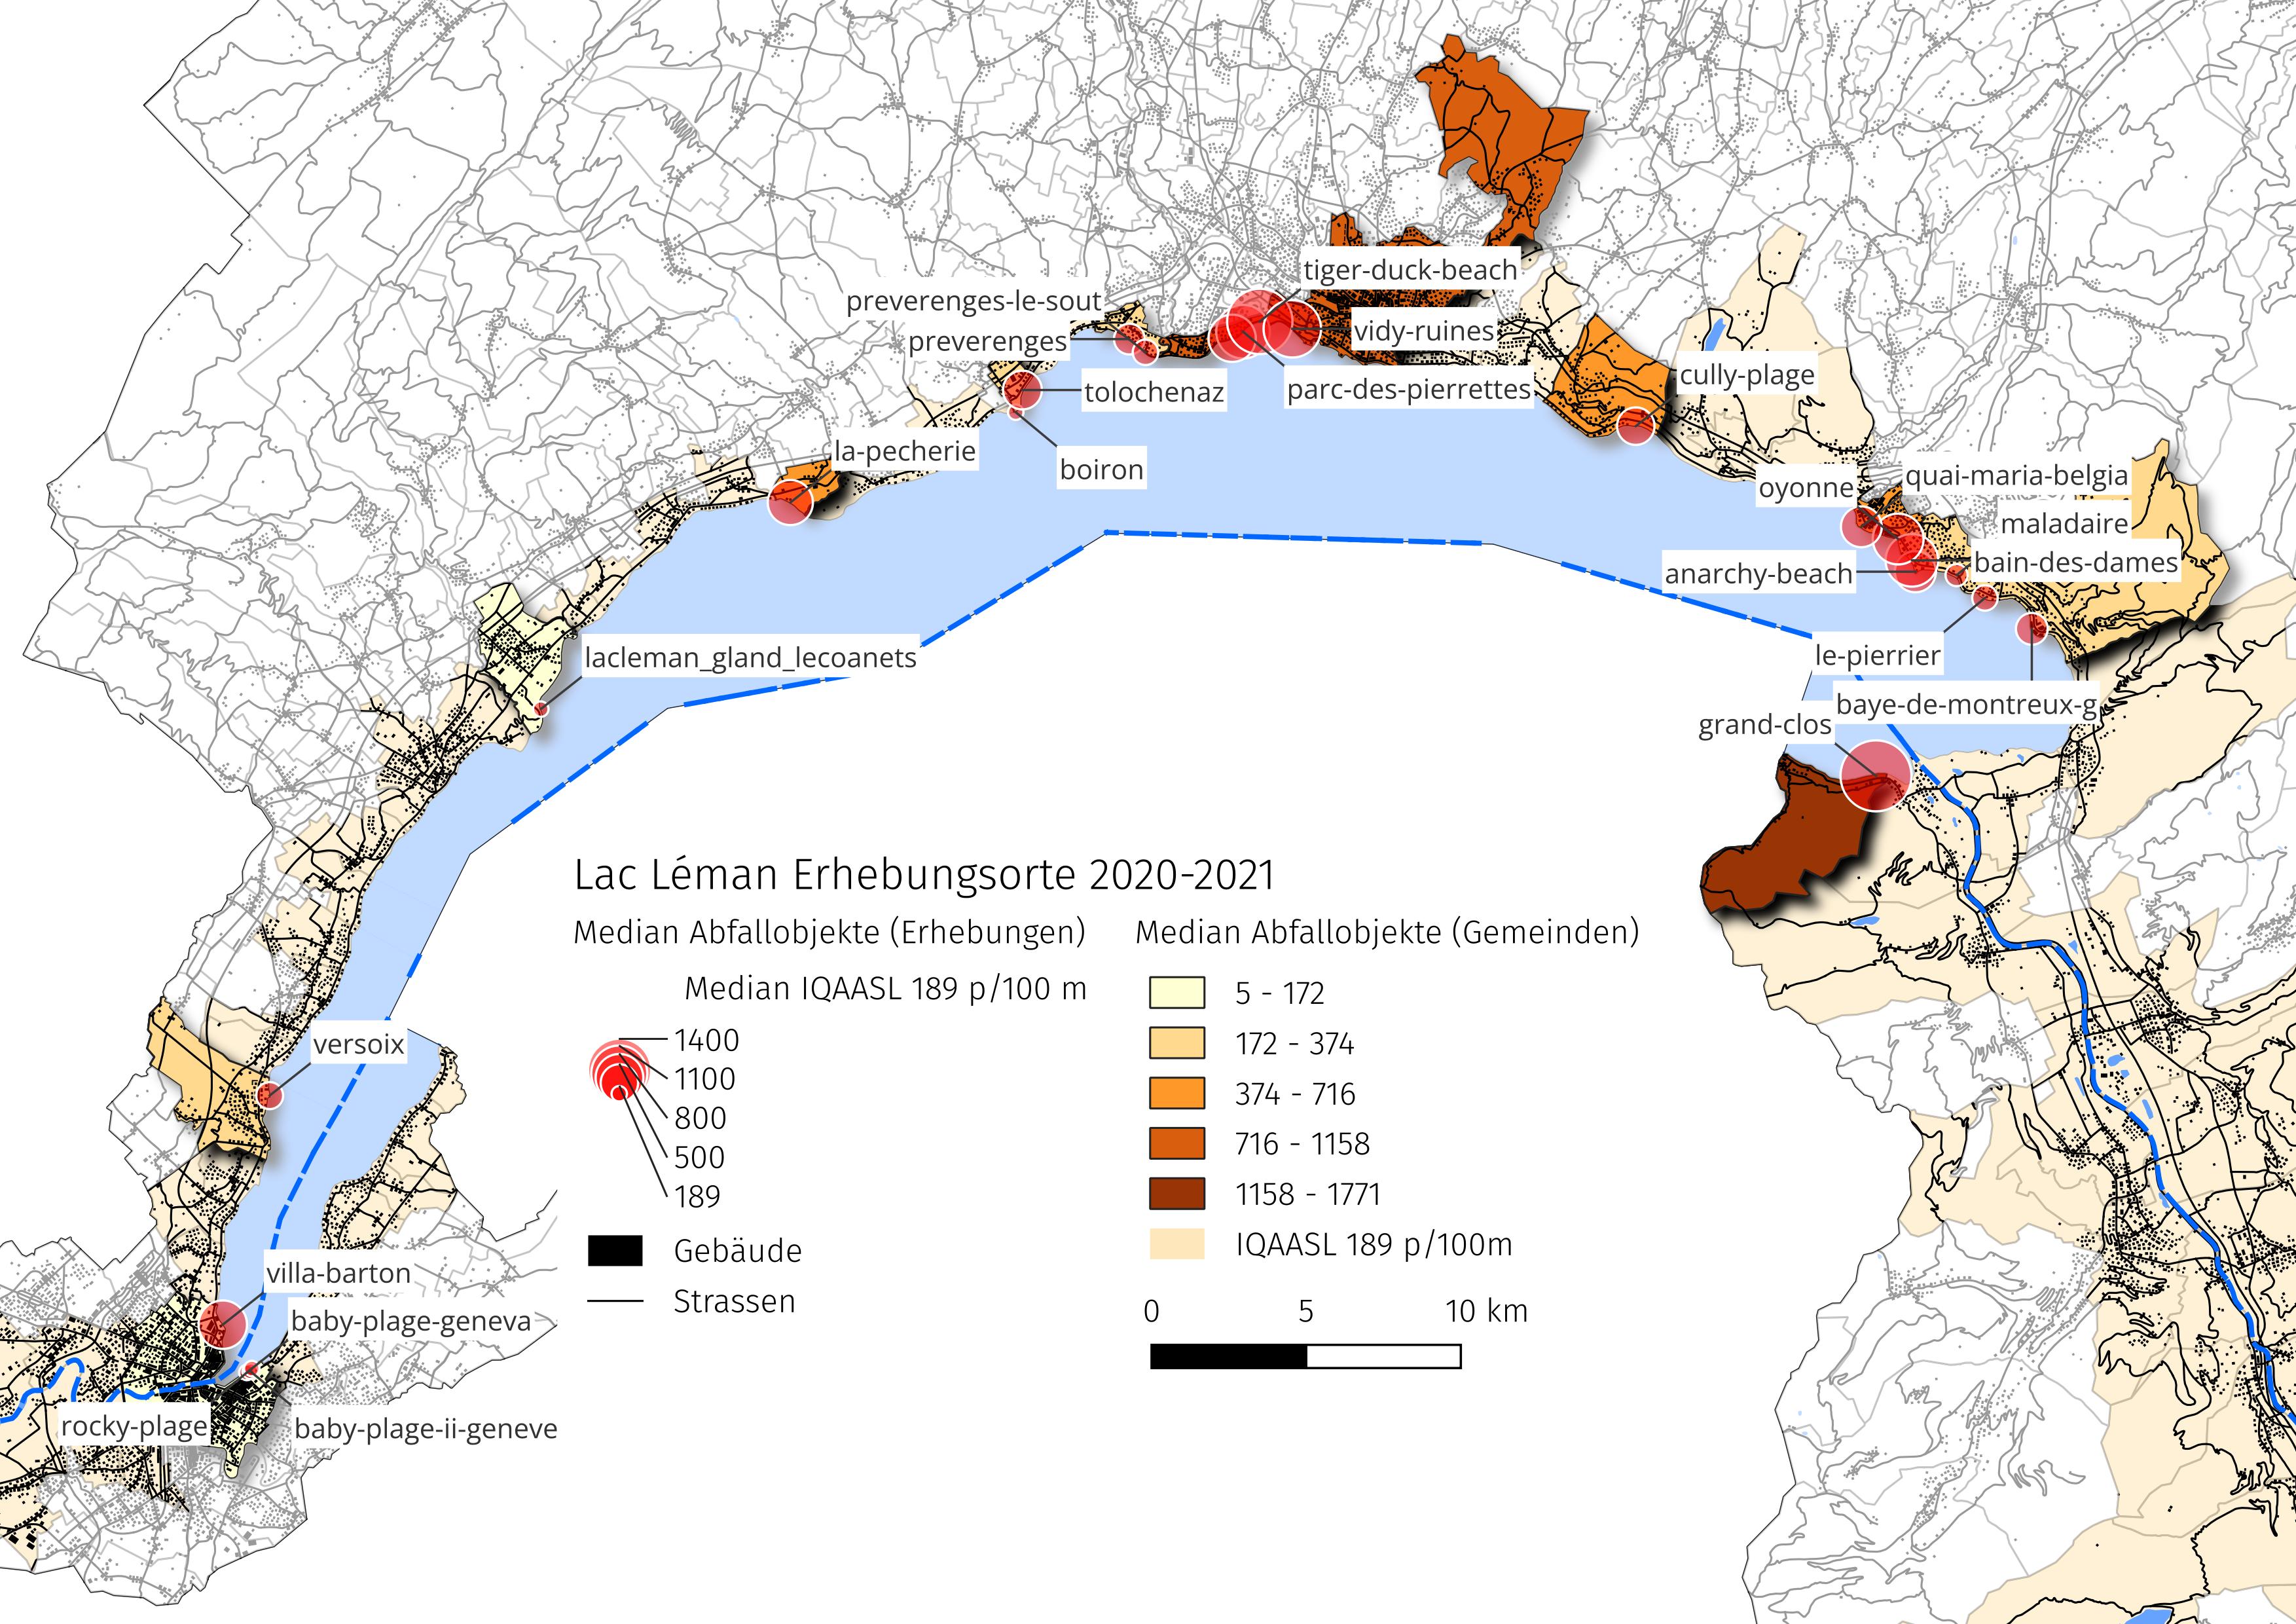 tiger-duck-beach
preverenges-le-sout
vidy-ruines
preverenges
cully-plage
parc-des-pierrettes
tolochenaz
la-pecherie
boiron
quai-maria-belgia
oyonne
maladaire
bain-des-dames
anarchy-beach
lacleman_gland_lecoanets
le-pierrier
baye-de-montreux-g
grand-clos
Lac Léman Erhebungsorte 2020-2021
Median Abfallobjekte (Erhebungen)
Median IQAASL 189 p/100 m
1400
1100
800
500
189
Gebäude
Strassen
Median Abfallobjekte (Gemeinden)
5 - 172
172 - 374
374 - 716
716 - 1158
1158 - 1771
IQAASL 189 p/100m
0 5 10 km
versoix
villa-barton
baby-plage-geneva
rocky-plage
baby-plage-ii-geneve